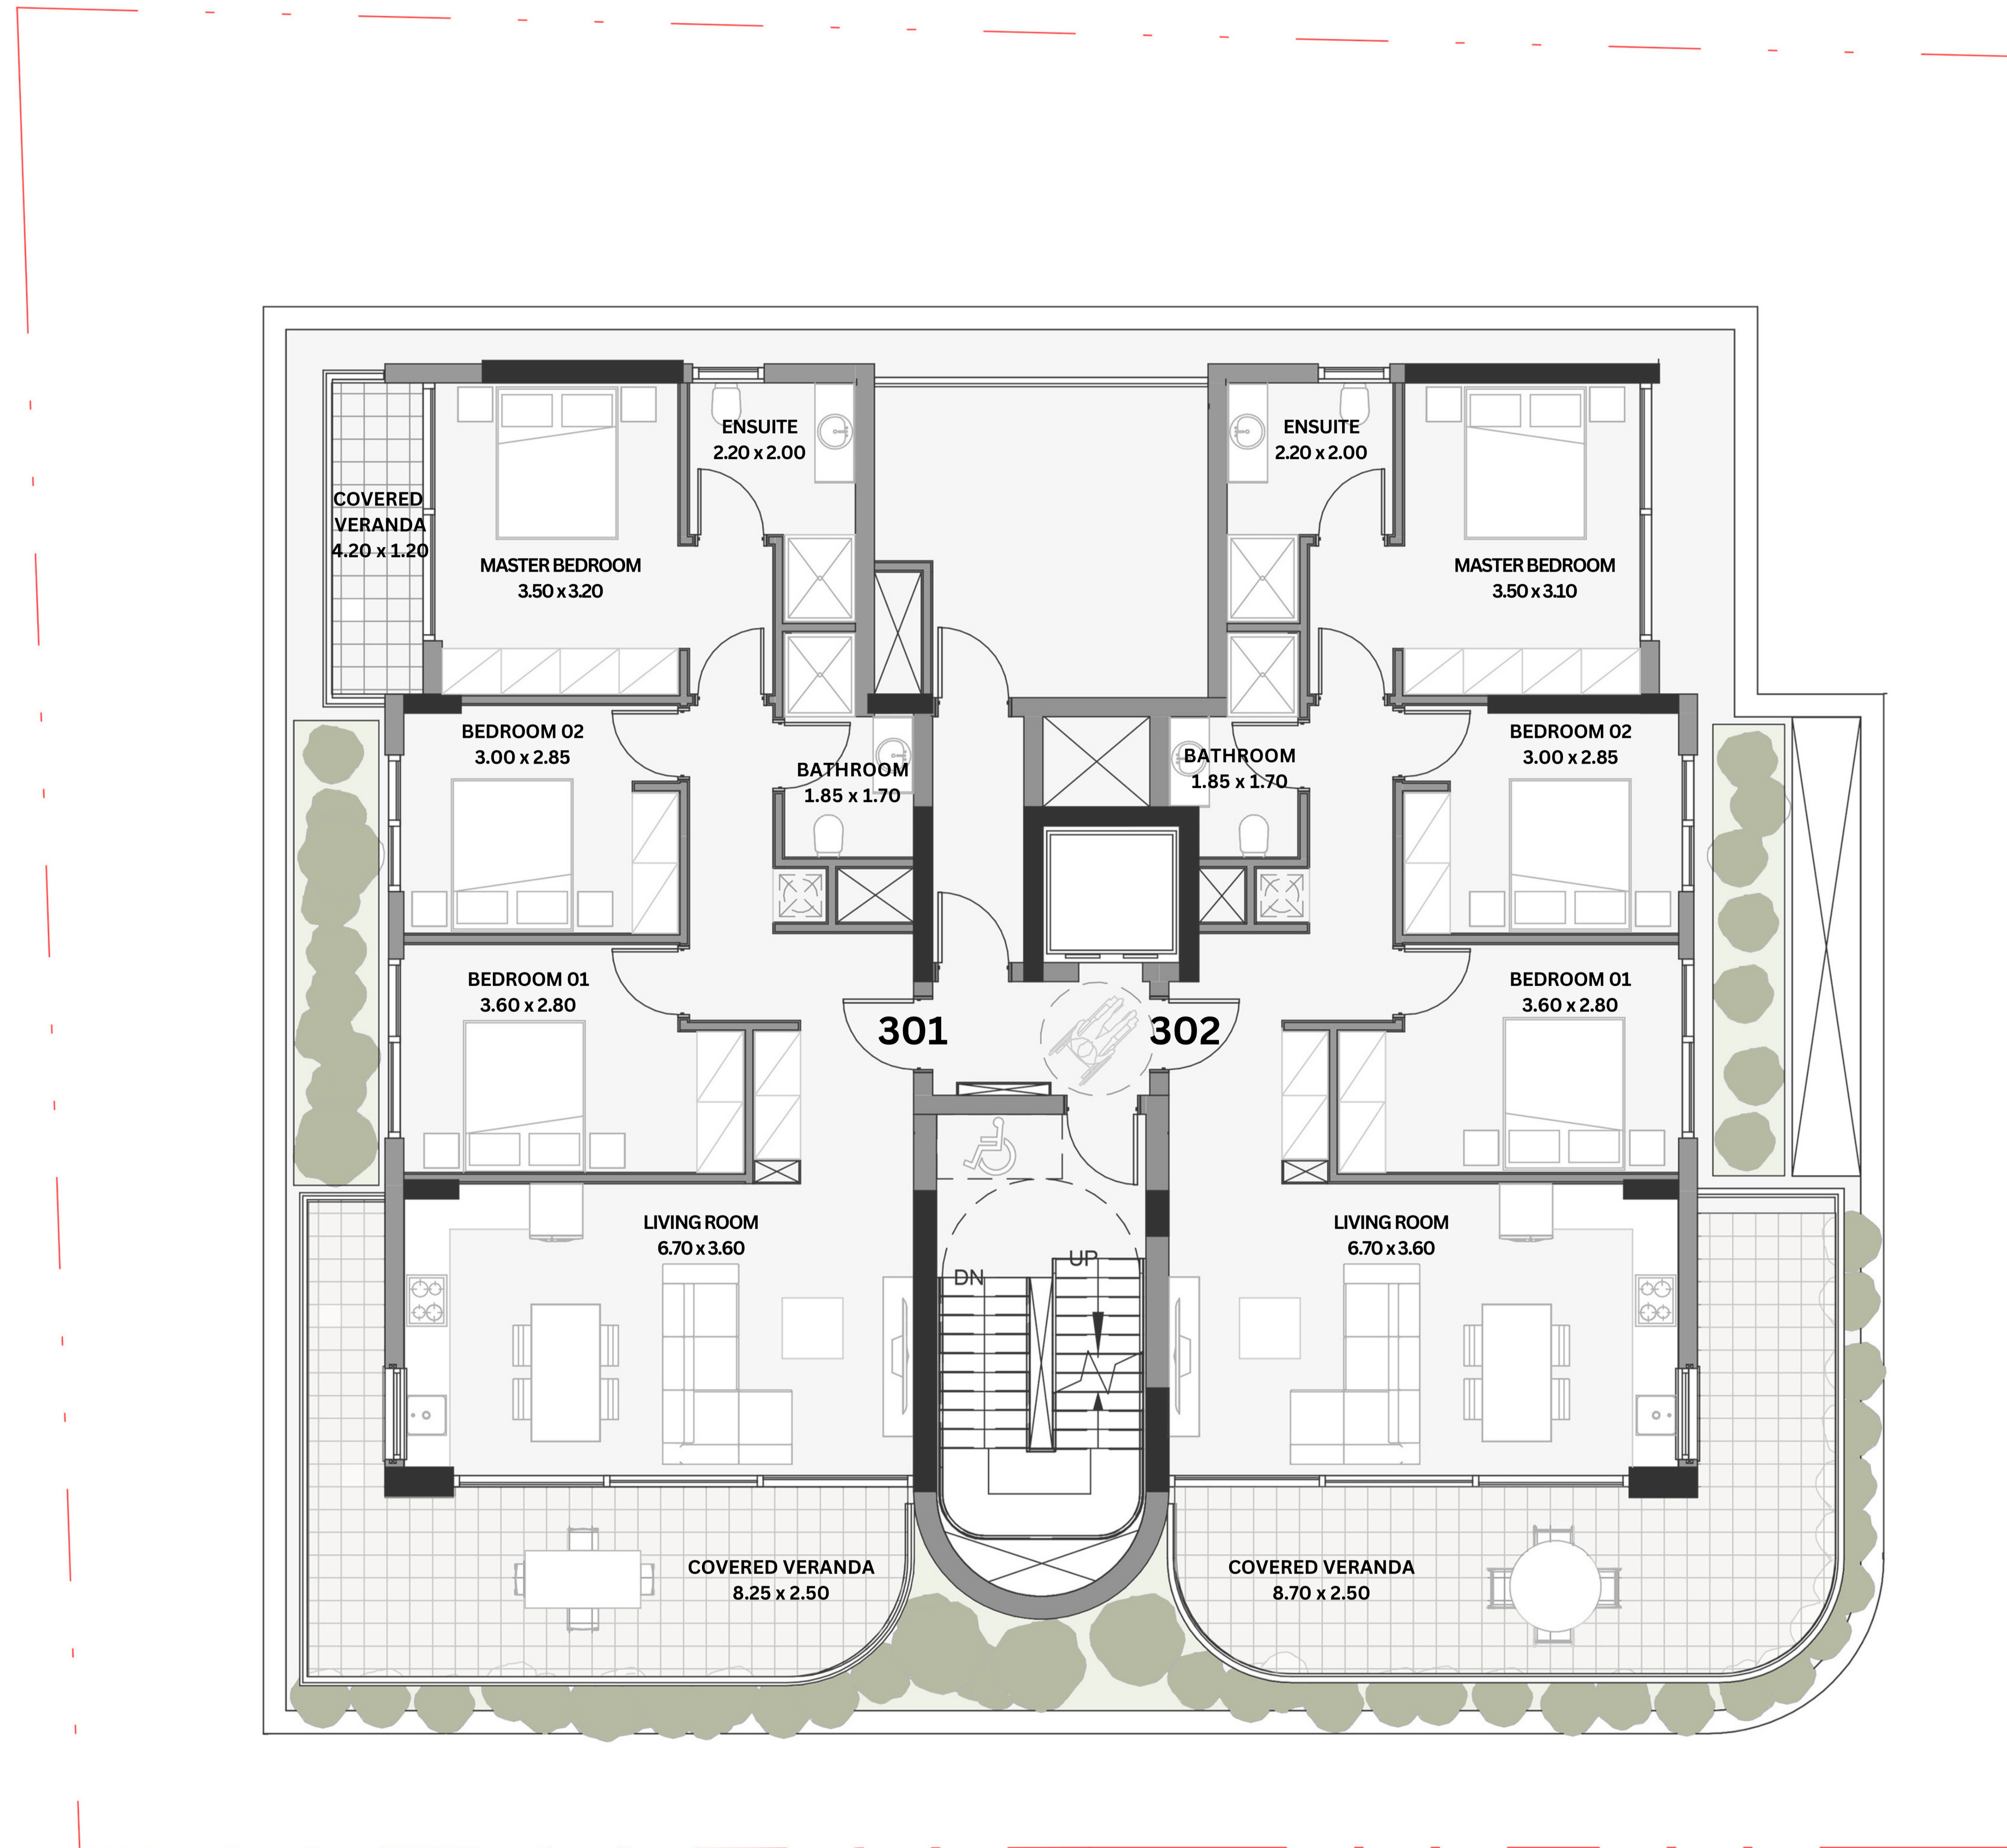 ENSUITE
2.20 x 2.00
ENSUITE
2.20 x 2.00
COVERED
VERANDA
4.20 x 1.20
MASTER BEDROOM
3.50 x 3.20
MASTER BEDROOM
3.50 x 3.10
BEDROOM 02
3.00 x 2.85
BATHROOM
1.85 x 1.70
BATHROOM
1.85 x 1.70
BEDROOM 02
3.00 x 2.85
BEDROOM 01
3.60 x 2.80
301
302
BEDROOM 01
3.60 x 2.80
LIVING ROOM
6.70 x 3.60
DN
UP
LIVING ROOM
6.70 x 3.60
COVERED VERANDA
8.25 x 2.50
COVERED VERANDA
8.70 x 2.50